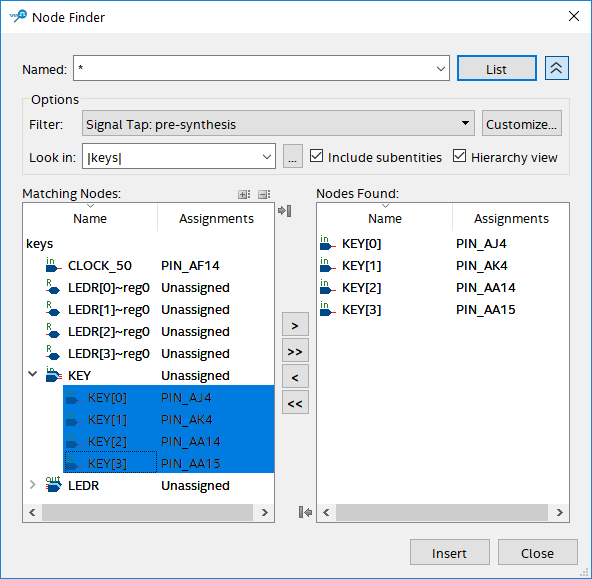 Node Finder
Named: * List
Options
Filter: Signal Tap: pre-synthesis Customize...
Look in: |keys| ... Include subentities Hierarchy view
Matching Nodes: Nodes Found:
Name Assignments Name Assignments
keys KEY[0] PIN_AJ4
CLOCK_50 PIN_AF14 KEY[1] PIN_AK4
LEDR[0]~reg0 Unassigned KEY[2] PIN_AA14
LEDR[1]~reg0 Unassigned KEY[3] PIN_AA15
LEDR[2]~reg0 Unassigned
LEDR[3]~reg0 Unassigned
KEY Unassigned
KEY[0] PIN_AJ4
KEY[1] PIN_AK4
KEY[2] PIN_AA14
KEY[3] PIN_AA15
LEDR Unassigned
> 
>>
<
<<
Insert Close